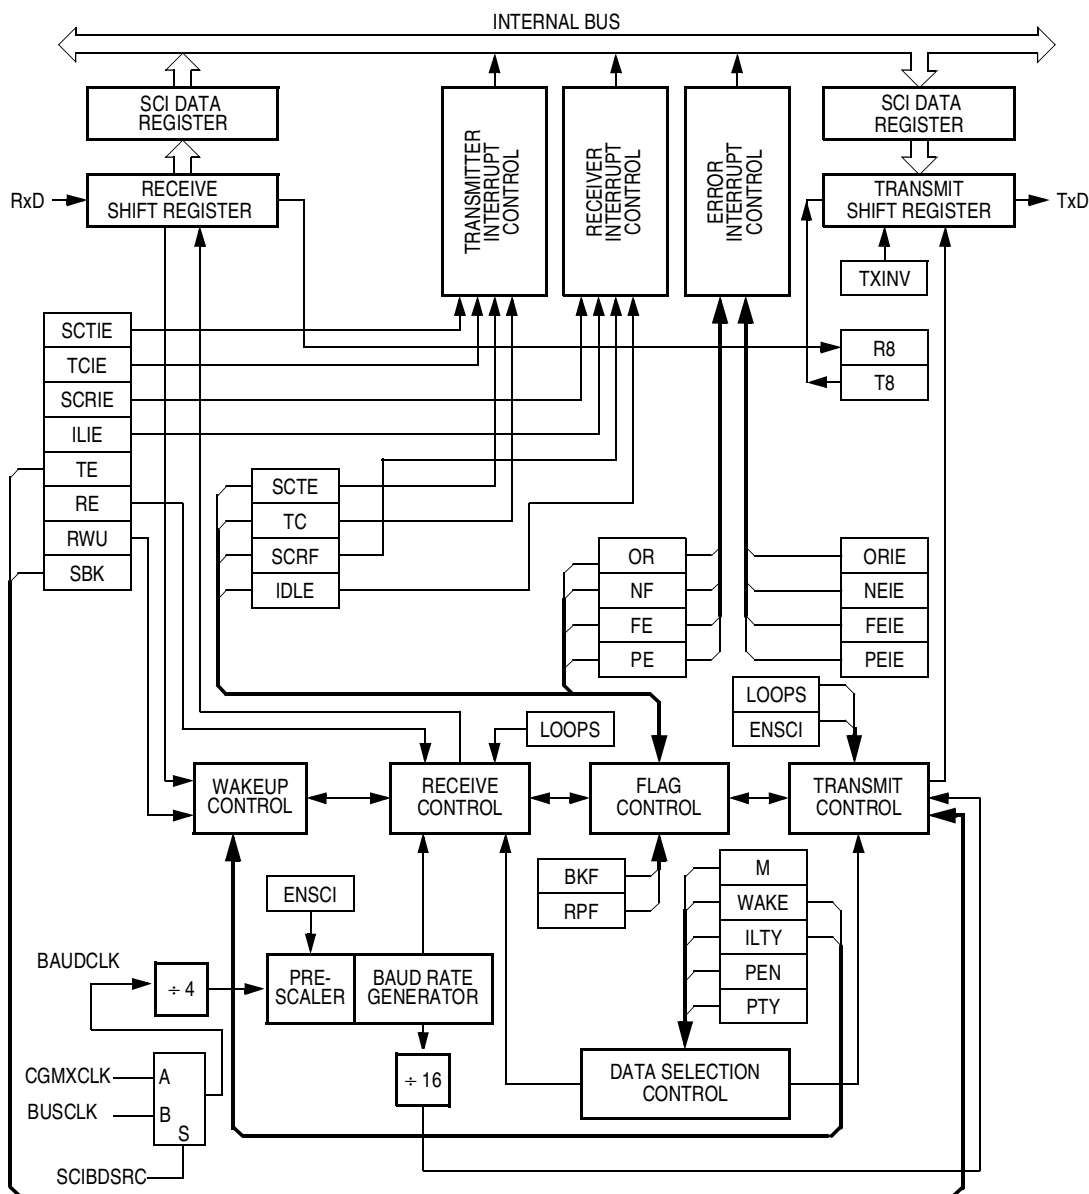 INTERNAL BUS
SCI DATA
REGISTER
SCI DATA
REGISTER
TRANSMITTER
INTERRUPT
CONTROL
RECEIVER
INTERRUPT
CONTROL
ERROR
INTERRUPT
CONTROL
RxD
RECEIVE
SHIFT REGISTER
TRANSMIT
SHIFT REGISTER
TxD
TXINV
SCTIE
TCIE
SCRIE
ILIE
TE
RE
RWU
SBK
R8
T8
SCTE
TC
SCRF
IDLE
OR
NF
FE
PE
ORIE
NEIE
FEIE
PEIE
LOOPS
LOOPS
ENSCI
WAKEUP
CONTROL
RECEIVE
CONTROL
FLAG
CONTROL
TRANSMIT
CONTROL
BKF
RPF
M
WAKE
ILTY
PEN
PTY
ENSCI
BAUDCLK
÷ 4
PRE-
SCALER
BAUD RATE
GENERATOR
CGMXCLK
A
BUSCLK
B
S
SCIBDSRC
÷ 16
DATA SELECTION
CONTROL